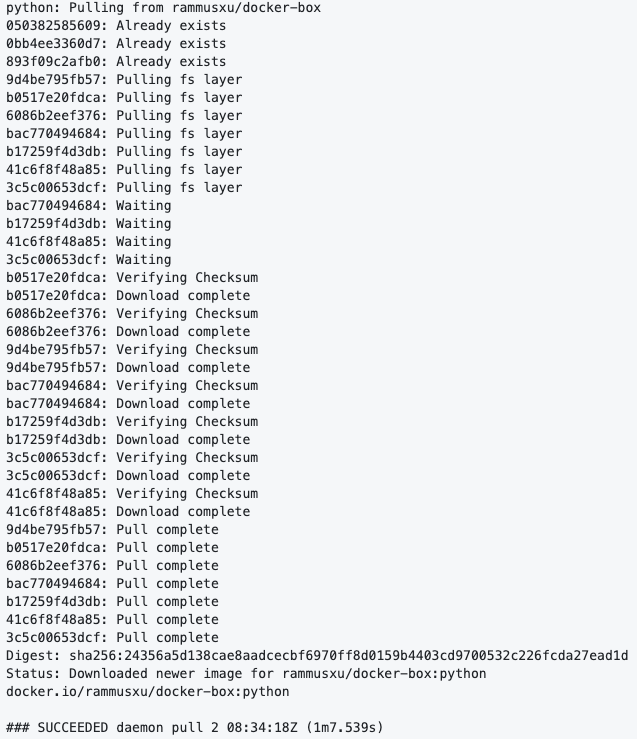 python: Pulling from rammusxu/docker-box
050382585609: Already exists
0bb4ee3360d7: Already exists
893f09c2afb0: Already exists
9d4be795fb57: Pulling fs layer
b0517e20fdca: Pulling fs layer
6086b2eef376: Pulling fs layer
bac770494684: Pulling fs layer
b17259f4d3db: Pulling fs layer
41c6f8f48a85: Pulling fs layer
3c5c00653dcf: Pulling fs layer
bac770494684: Waiting
b17259f4d3db: Waiting
41c6f8f48a85: Waiting
3c5c00653dcf: Waiting
b0517e20fdca: Verifying Checksum
b0517e20fdca: Download complete
6086b2eef376: Verifying Checksum
6086b2eef376: Download complete
9d4be795fb57: Verifying Checksum
9d4be795fb57: Download complete
bac770494684: Verifying Checksum
bac770494684: Download complete
b17259f4d3db: Verifying Checksum
b17259f4d3db: Download complete
3c5c00653dcf: Verifying Checksum
3c5c00653dcf: Download complete
41c6f8f48a85: Verifying Checksum
41c6f8f48a85: Download complete
9d4be795fb57: Pull complete
b0517e20fdca: Pull complete
6086b2eef376: Pull complete
bac770494684: Pull complete
b17259f4d3db: Pull complete
41c6f8f48a85: Pull complete
3c5c00653dcf: Pull complete
Digest: sha256:24356a5d138cae8aadcecbf6970ff8d0159b4403cd9700532c226fcda27ead1d
Status: Downloaded newer image for rammusxu/docker-box:python
docker.io/rammusxu/docker-box:python
### SUCCEEDED daemon pull 2 08:34:18Z (1m7.539s)